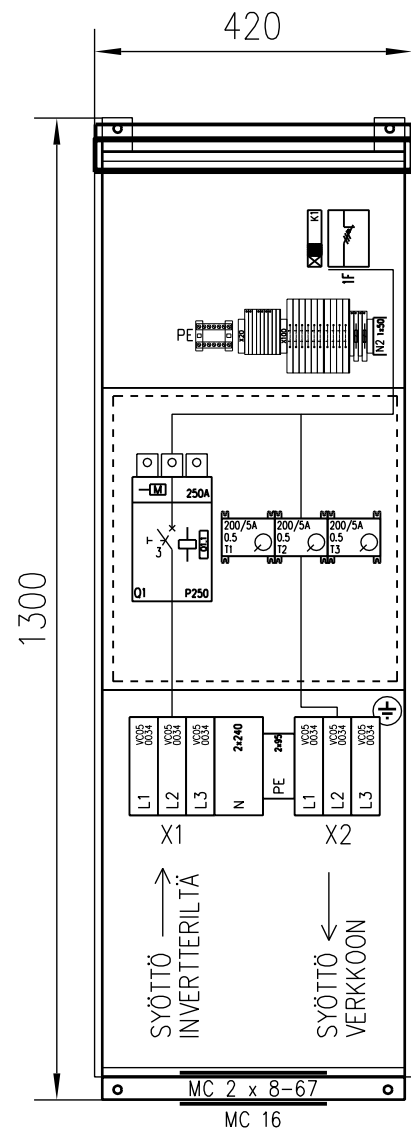 420
1300
K1
1F
PE
X20
X100
N2 1x50
M
250A
3
Q1.1
Q1
P250
200/5A
0.5
T1
200/5A
0.5
T2
200/5A
0.5
T3
L1
VC05
0034
L2
VC05
0034
L3
VC05
0034
N
2x240
PE
2x95
L1
VC05
0034
L2
VC05
0034
L3
VC05
0034
X1
X2
SYÖTTÖ
INVERTTERILTÄ
SYÖTTÖ
VERKKOON
MC 2 x 8-67
MC 16